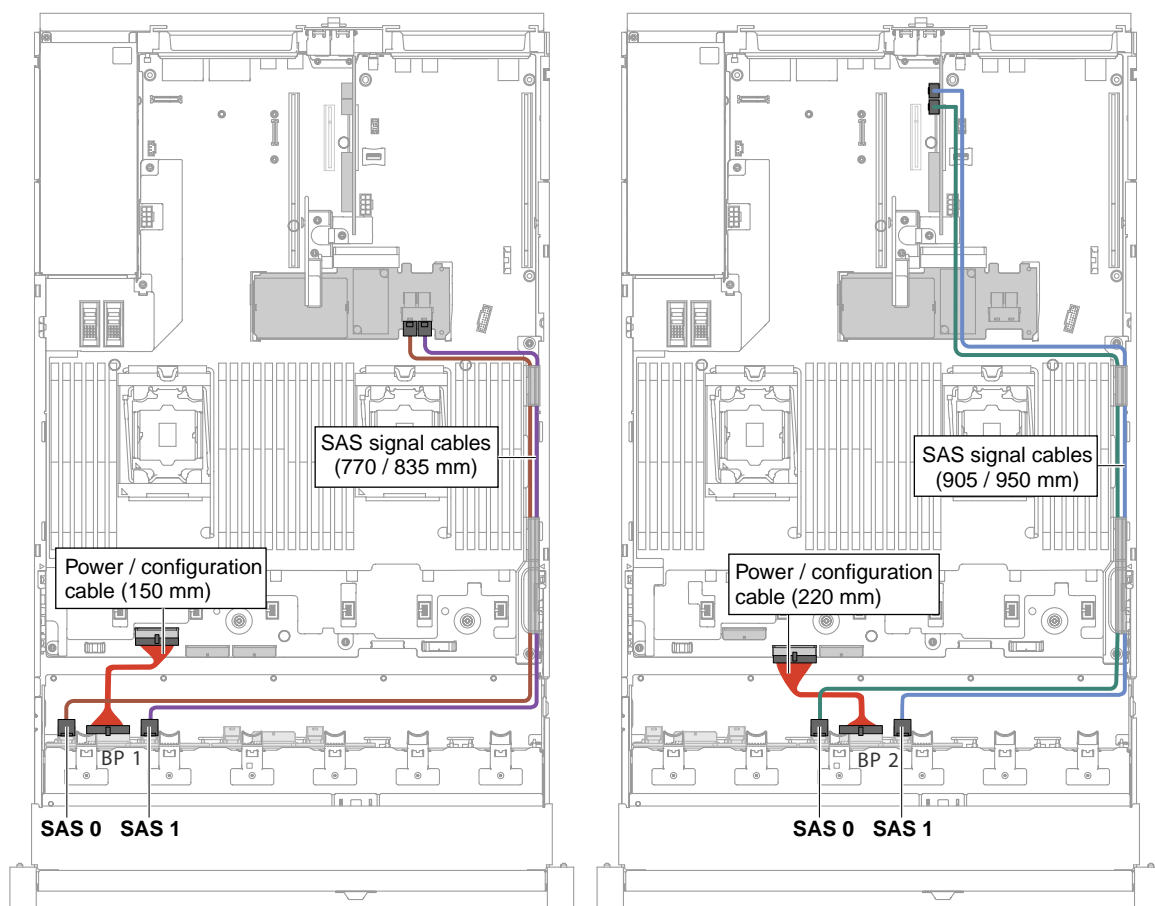 SAS signal cables
(770 / 835 mm)
Power / configuration
cable (150 mm)
BP 1
SAS 0
SAS 1
SAS signal cables
(905 / 950 mm)
Power / configuration
cable (220 mm)
BP 2
SAS 0
SAS 1